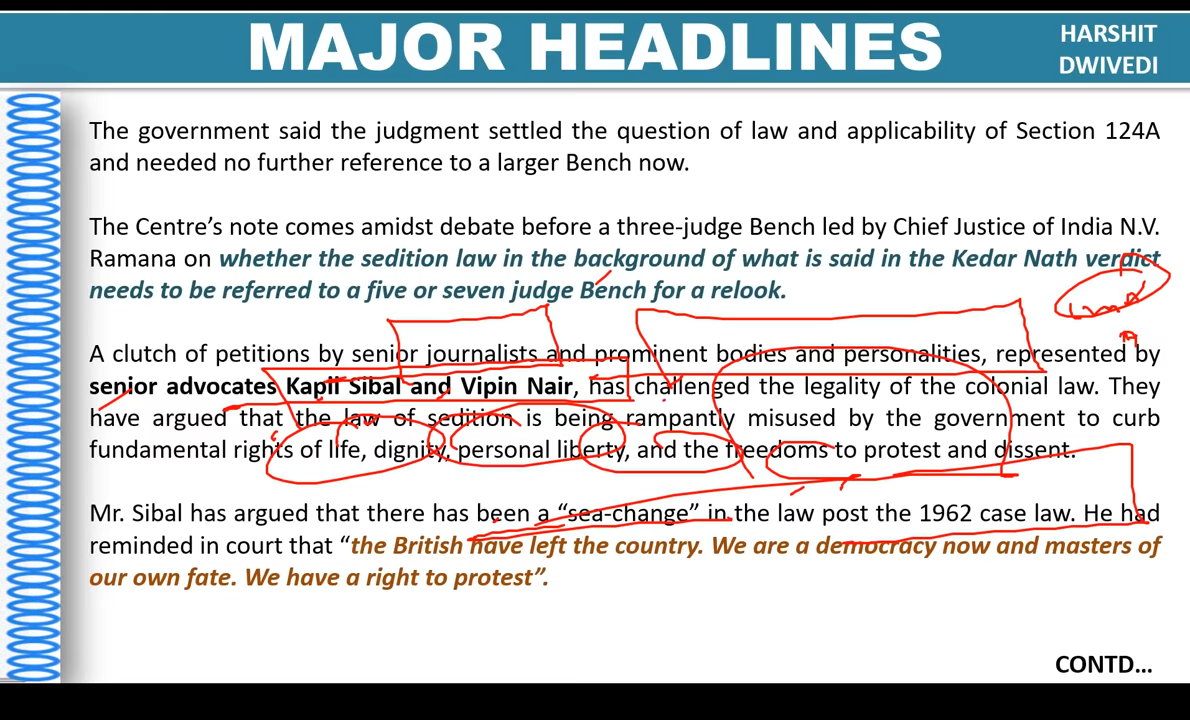 MAJOR HEADLINES
HARSHIT
DWIVEDI
The government said the judgment settled the question of law and applicability of Section 124A
and needed no further reference to a larger Bench now.
The Centre’s note comes amidst debate before a three-judge Bench led by Chief Justice of India N.V.
Ramana on whether the sedition law in the background of what is said in the Kedar Nath verdict
needs to be referred to a five or seven judge Bench for a relook.
A clutch of petitions by senior journalists and prominent bodies and personalities, represented by
senior advocates Kapil Sibal and Vipin Nair, has challenged the legality of the colonial law. They
have argued that the law of sedition is being rampantly misused by the government to curb
fundamental rights of life, dignity, personal liberty, and the freedoms to protest and dissent.
Mr. Sibal has argued that there has been a “sea-change” in the law post the 1962 case law. He had
reminded in court that “the British have left the country. We are a democracy now and masters of
our own fate. We have a right to protest”.
CONTD...